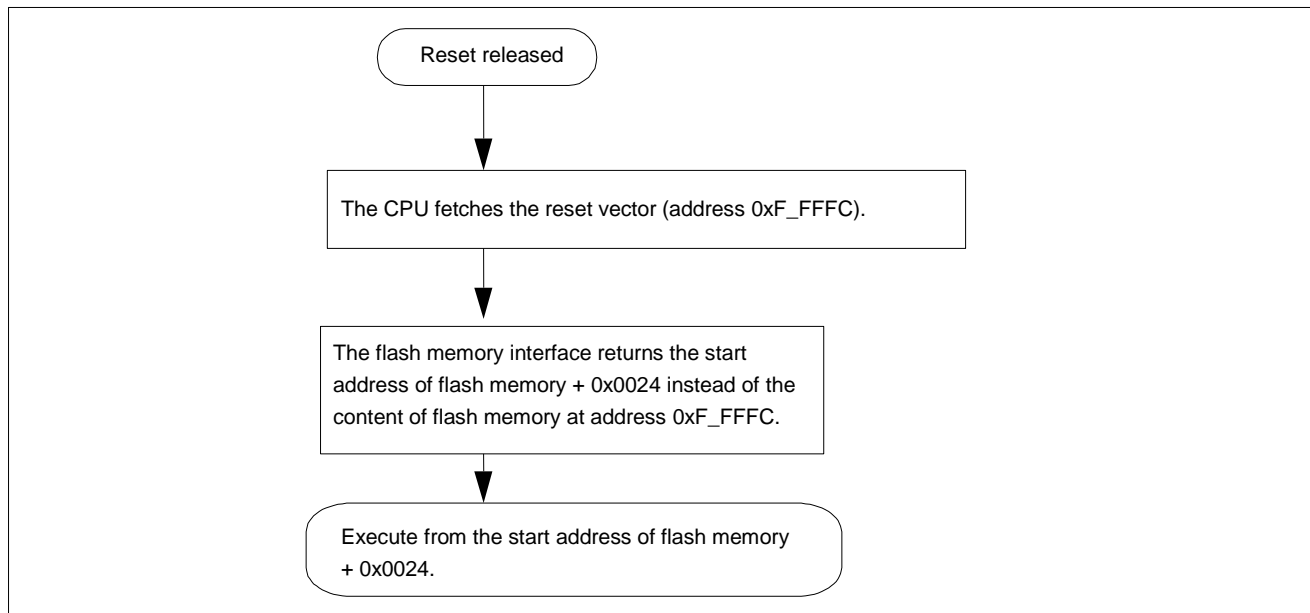 Reset released
The CPU fetches the reset vector (address 0xF_FFFC).
The flash memory interface returns the start
address of flash memory + 0x0024 instead of the
content of flash memory at address 0xF_FFFC.
Execute from the start address of flash memory
+ 0x0024.